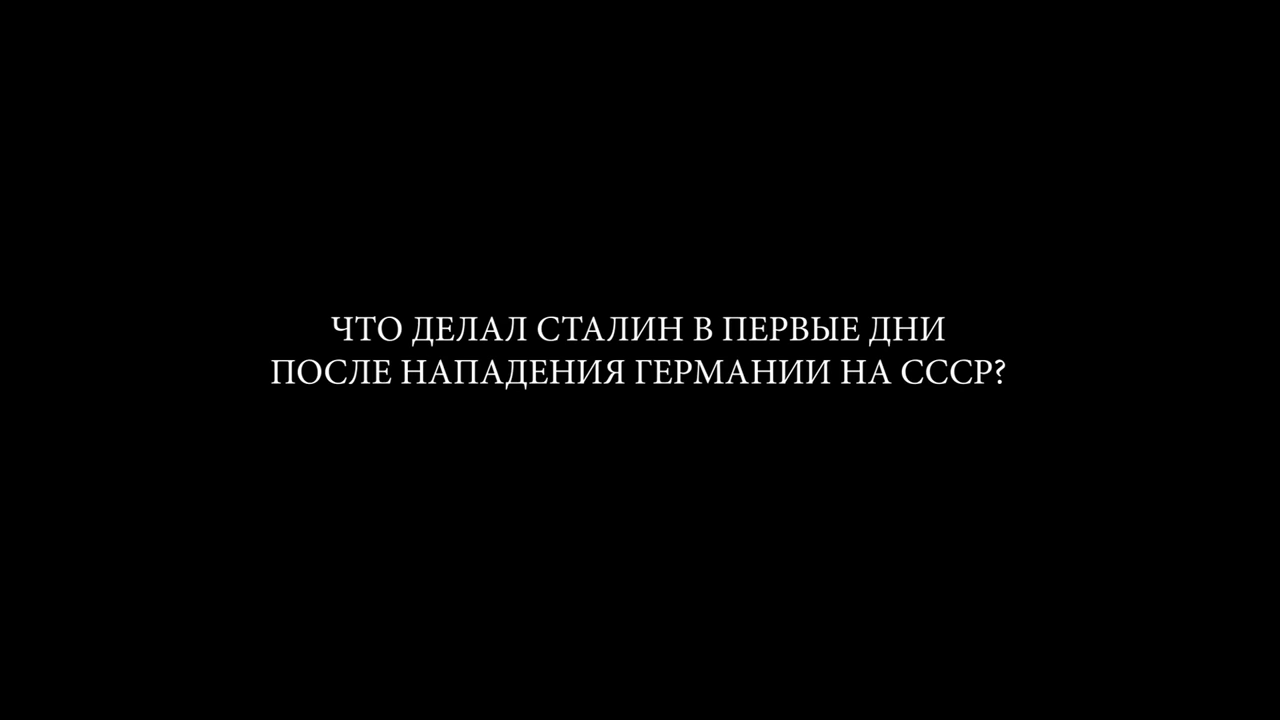 ЧТО ДЕЛАЛ СТАЛИН В ПЕРВЫЕ ДНИ
ПОСЛЕ НАПАДЕНИЯ ГЕРМАНИИ НА СССР?